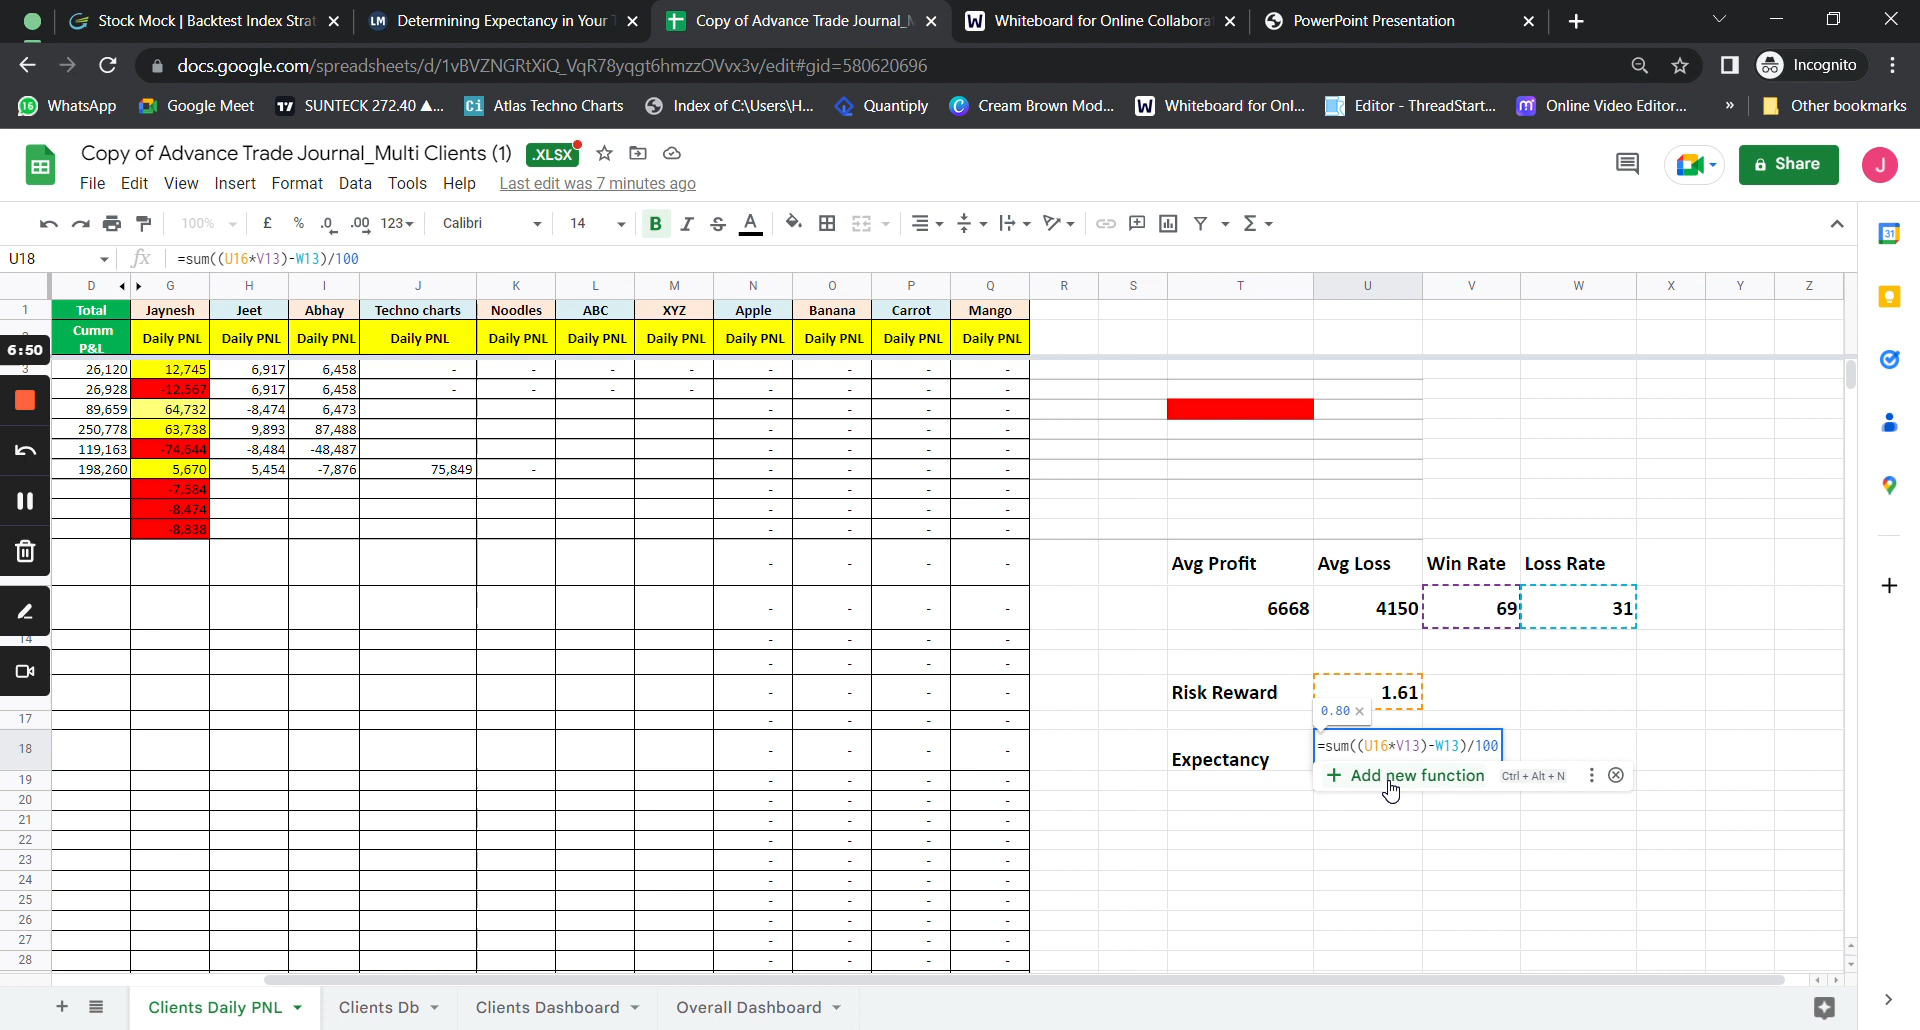 Stock Mock | Backtest Index Strat
Determining Expectancy in Your T
Copy of Advance Trade Journal_M
Whiteboard for Online Collaborat
PowerPoint Presentation
docs.google.com/spreadsheets/d/1vBVZNGRtXiQ_VqR78yqgt6hmzzOVvx3v/edit#gid=580620696
Incognito
WhatsApp
Google Meet
SUNTECK 272.40 ▲...
Atlas Techno Charts
Index of C:\Users\H...
Quantiply
Cream Brown Mod...
Whiteboard for Onl...
Editor - ThreadStart...
Online Video Editor...
»
Other bookmarks
Copy of Advance Trade Journal_Multi Clients (1) .XLSX
File Edit View Insert Format Data Tools Help Last edit was 7 minutes ago
Share
J
100% £ % .0 .00 123 Calibri 14 B I S A Σ
U18 fx =sum((U16*V13)-W13)/100
D G H I J K L M N O P Q R S T U V W X Y Z
1 Total Jaynesh Jeet Abhay Techno charts Noodles ABC XYZ Apple Banana Carrot Mango
Cumm P&L Daily PNL Daily PNL Daily PNL Daily PNL Daily PNL Daily PNL Daily PNL Daily PNL Daily PNL Daily PNL Daily PNL
6:50
3 26,120 12,745 6,917 6,458 - - - - - - - -
26,928 -12,567 6,917 6,458 - - - - - - - -
89,659 64,732 -8,474 6,473 - - - -
250,778 63,738 9,893 87,488 - - - -
119,163 -74,644 -8,484 -48,487 - - - -
198,260 5,670 5,454 -7,876 75,849 - - - - -
-7,584 - - - -
-8,474 - - - -
-8,838 - - - -
- - - - Avg Profit Avg Loss Win Rate Loss Rate
- - - - 6668 4150 69 31
14 - - - -
- - - -
- - - - Risk Reward 1.61
17 - - - - 0.80 ×
18 - - - - Expectancy =sum((U16*V13)-W13)/100
19 - - - - + Add new function Ctrl + Alt + N
20 - - - -
21 - - - -
22 - - - -
23 - - - -
24 - - - -
25 - - - -
26 - - - -
27 - - - -
28 - - - -
Clients Daily PNL Clients Db Clients Dashboard Overall Dashboard